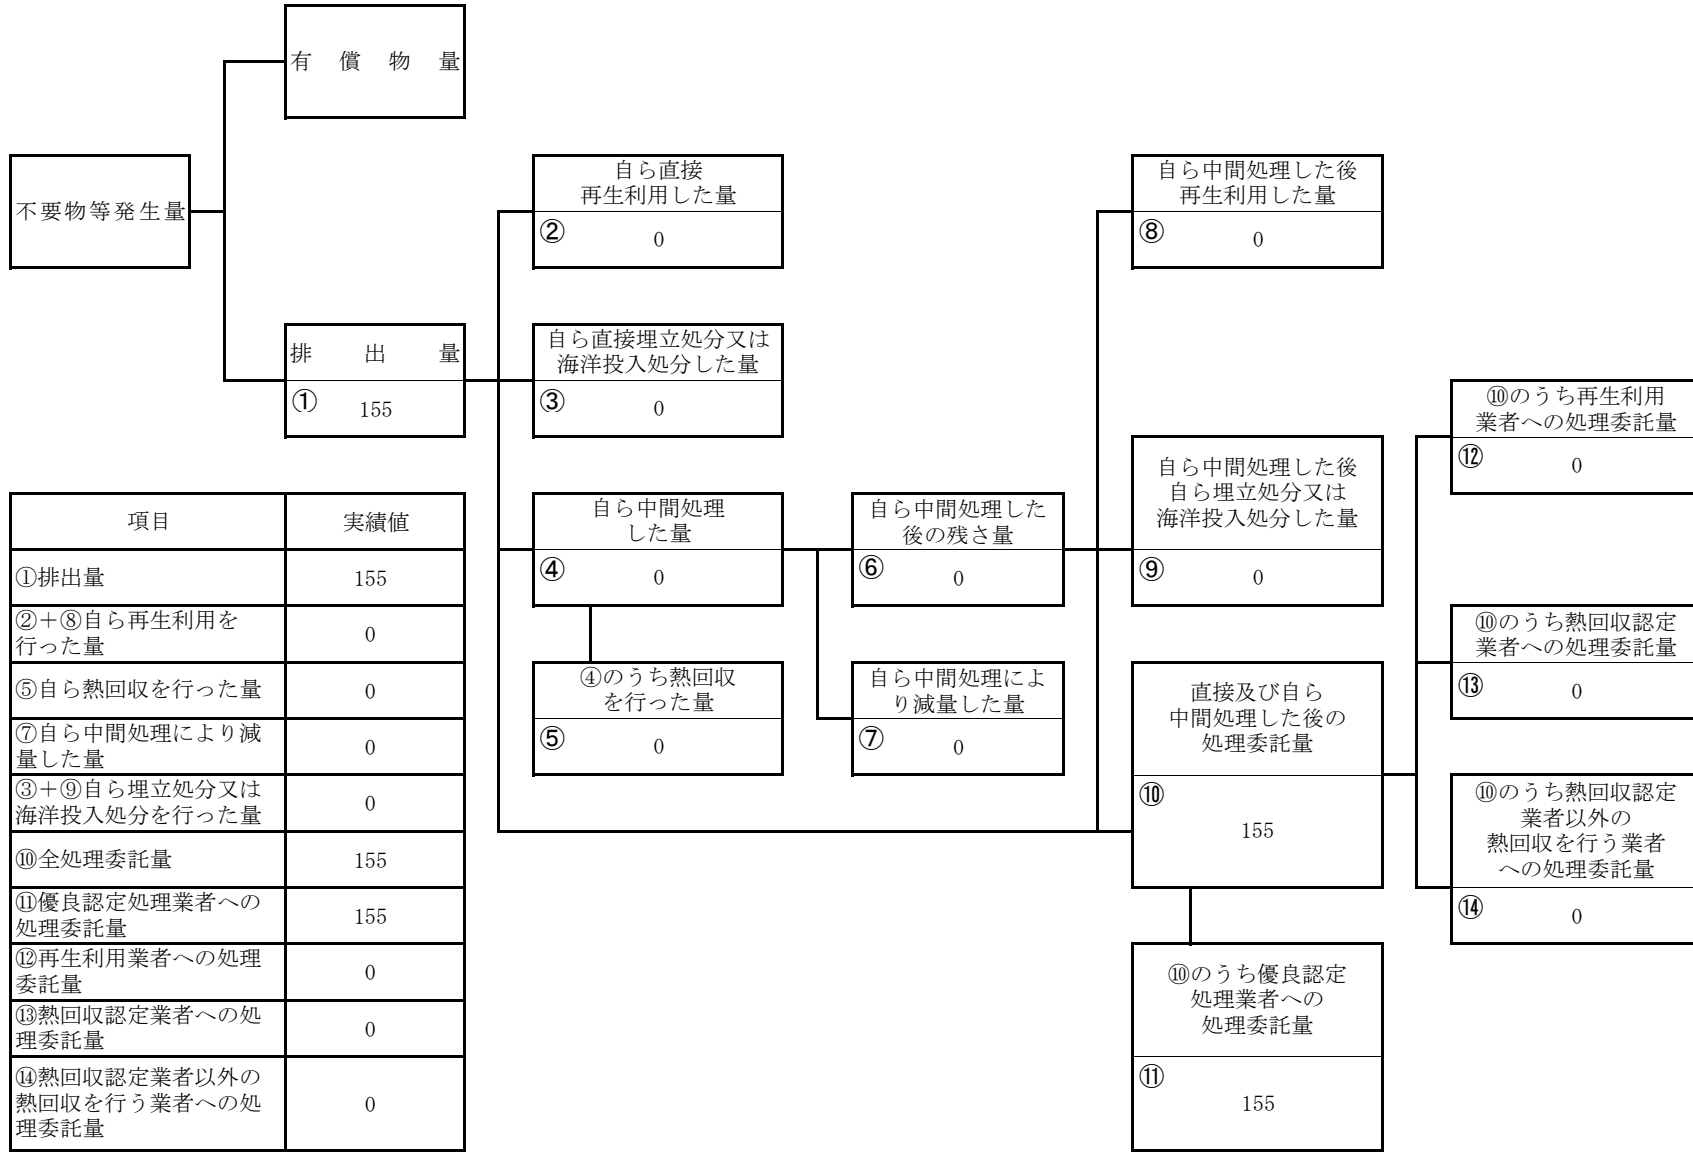 有償物量
不要物等発生量
排出量
① 155
自ら直接
再生利用した量
② 0
自ら直接埋立処分又は
海洋投入処分した量
③ 0
自ら中間処理
した量
④ 0
④のうち熱回収
を行った量
⑤ 0
自ら中間処理した
後の残さ量
⑥ 0
自ら中間処理によ
り減量した量
⑦ 0
自ら中間処理した後
再生利用した量
⑧ 0
自ら中間処理した後
自ら埋立処分又は
海洋投入処分した量
⑨ 0
直接及び自ら
中間処理した後の
処理委託量
⑩
155
⑩のうち優良認定
処理業者への
処理委託量
⑪
155
⑩のうち再生利用
業者への処理委託量
⑫ 0
⑩のうち熱回収認定
業者への処理委託量
⑬ 0
⑩のうち熱回収認定
業者以外の
熱回収を行う業者
への処理委託量
⑭ 0
項目 実績値
①排出量 155
②＋⑧自ら再生利用を
行った量 0
⑤自ら熱回収を行った量 0
⑦自ら中間処理により減
量した量 0
③＋⑨自ら埋立処分又は
海洋投入処分を行った量 0
⑩全処理委託量 155
⑪優良認定処理業者への
処理委託量 155
⑫再生利用業者への処理
委託量 0
⑬熱回収認定業者への処
理委託量 0
⑭熱回収認定業者以外の
熱回収を行う業者への処 0
理委託量